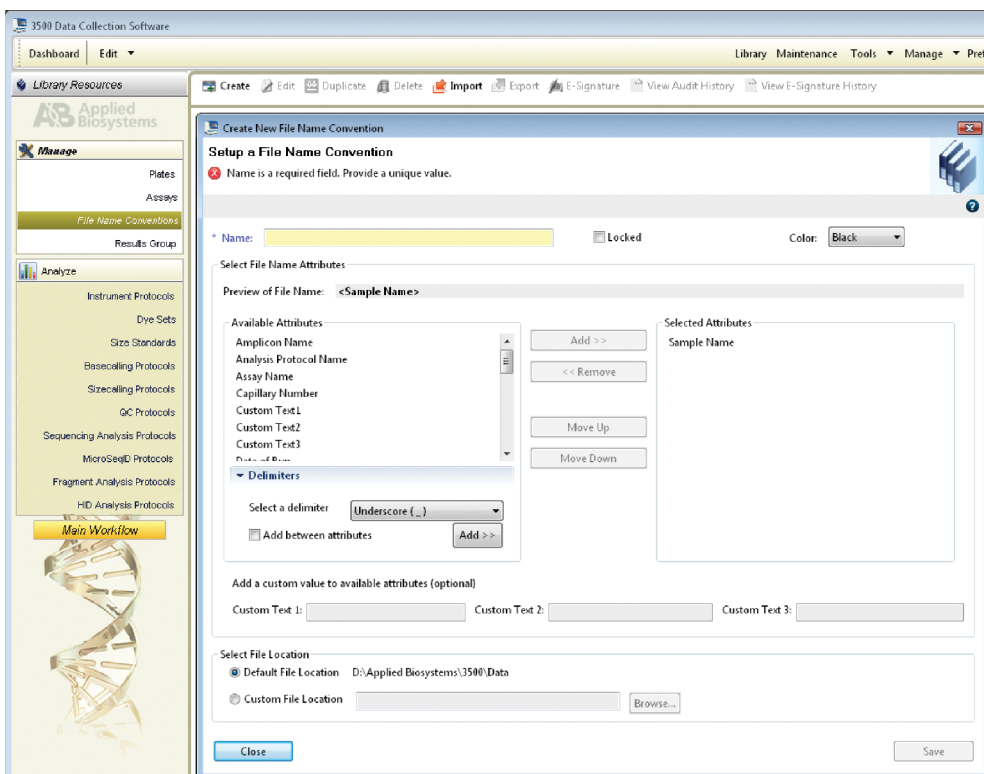 3500 Data Collection Software
Dashboard Edit
Library Maintenance Tools Manage Pref
Library Resources
Create Edit Duplicate Delete Import Export E-Signature View Audit History View E-Signature History
AB Applied
Biosystems
Manage
Plates
Assays
File Name Conventions
Results Group
Analyze
Instrument Protocols
Dye Sets
Size Standards
Basecalling Protocols
Sizecalling Protocols
QC Protocols
Sequencing Analysis Protocols
MicroSeqID Protocols
Fragment Analysis Protocols
HID Analysis Protocols
Main Workflow
Create New File Name Convention
Setup a File Name Convention
Name is a required field. Provide a unique value.
* Name: Locked Color: Black
Select File Name Attributes
Preview of File Name: <Sample Name>
Available Attributes
Amplicon Name
Analysis Protocol Name
Assay Name
Capillary Number
Custom Text1
Custom Text2
Custom Text3
Date of Run
Add >>
<< Remove
Move Up
Move Down
Selected Attributes
Sample Name
Delimiters
Select a delimiter Underscore ( _ )
Add between attributes Add >>
Add a custom value to available attributes (optional)
Custom Text 1: Custom Text 2: Custom Text 3:
Select File Location
Default File Location D:\Applied Biosystems\3500\Data
Custom File Location Browse...
Close Save